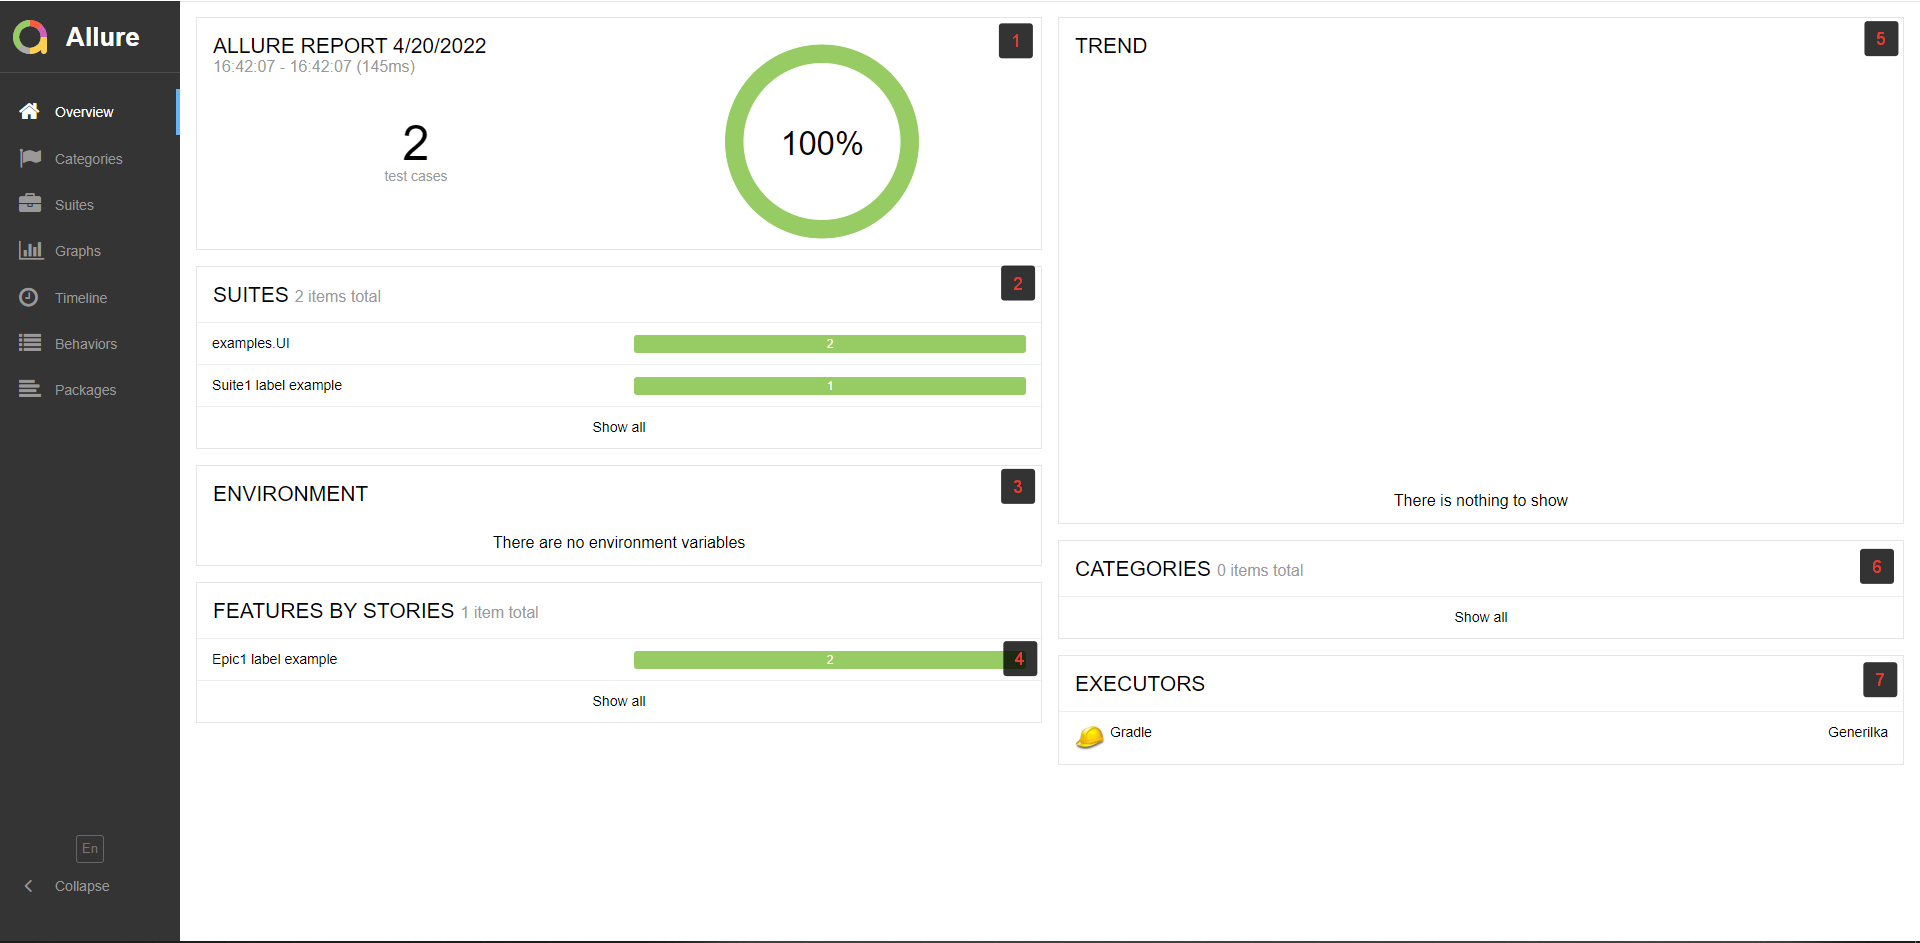 Allure
Overview
Categories
Suites
Graphs
Timeline
Behaviors
Packages
En
Collapse
ALLURE REPORT 4/20/2022
16:42:07 - 16:42:07 (145ms)
1
2
test cases
100%
SUITES 2 items total
2
examples.UI 2
Suite1 label example 1
Show all
ENVIRONMENT
3
There are no environment variables
FEATURES BY STORIES 1 item total
Epic1 label example 2
4
Show all
TREND
5
There is nothing to show
CATEGORIES 0 items total
6
Show all
EXECUTORS
7
Gradle
Generilka